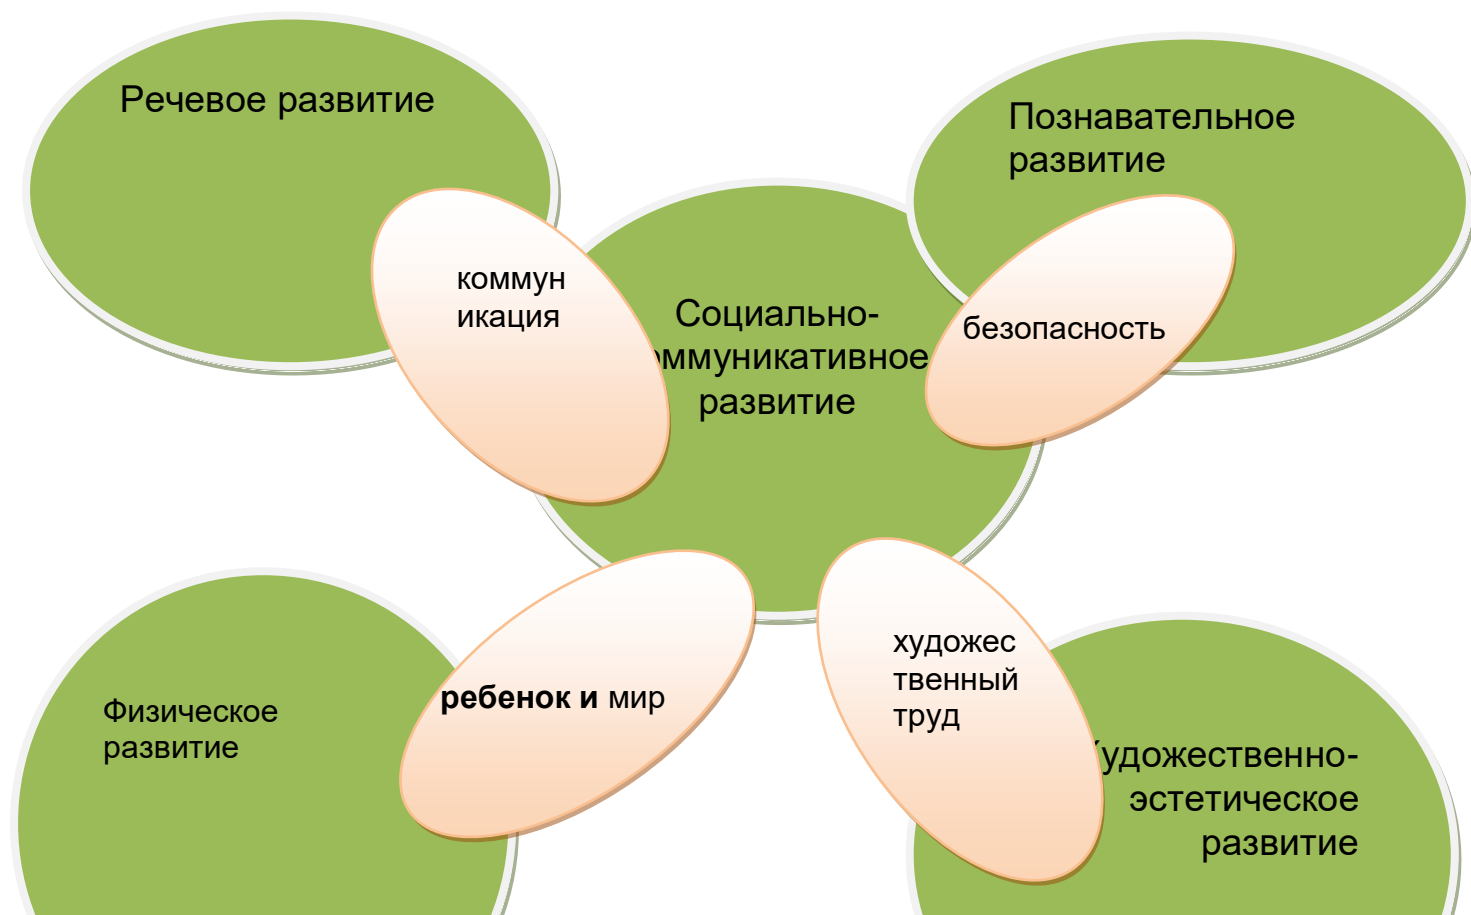 Речевое развитие
Познавательное
развитие
коммун
икация
Социально-
оммуникативное
развитие
безопасность
ребенок и мир
Физическое
развитие
художес
твенный
труд
удожественно-
эстетическое
развитие